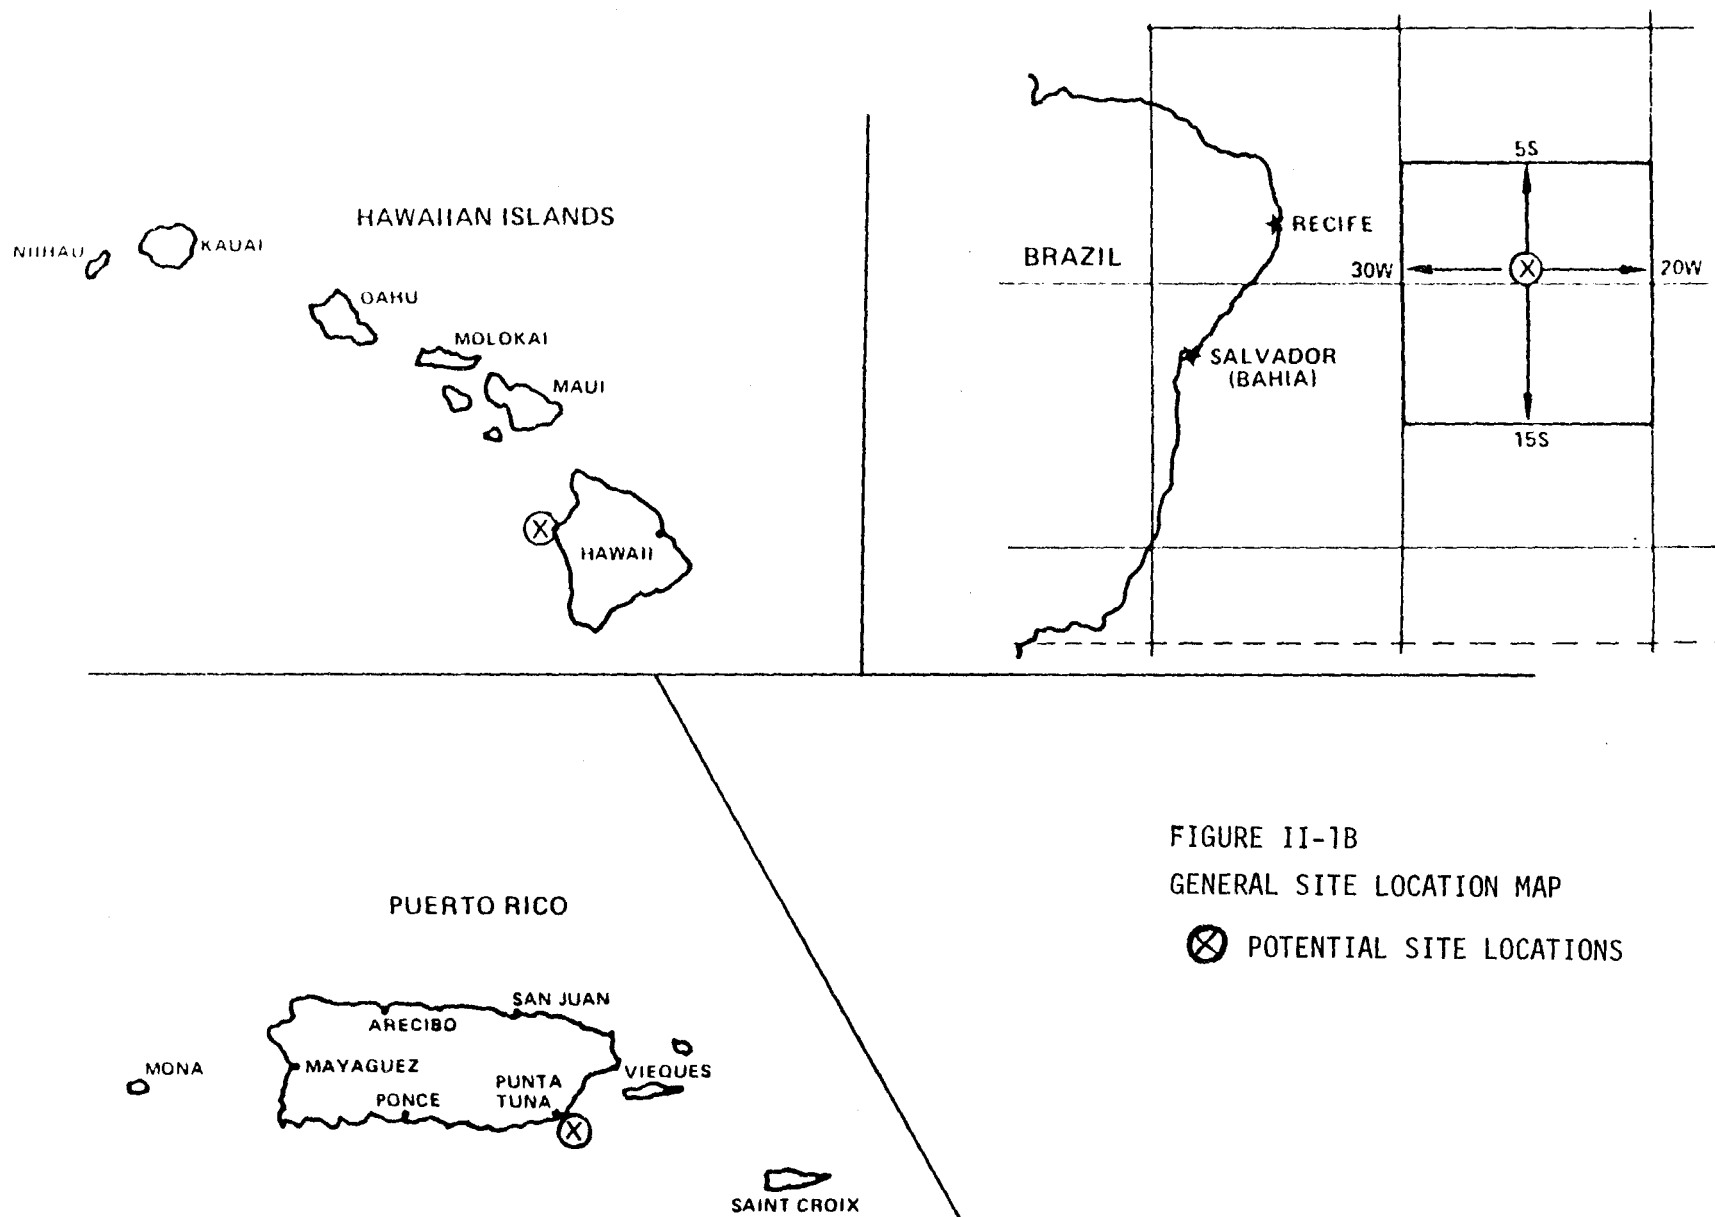 HAWAIIAN ISLANDS
NIIHAU
KAUAI
OAHU
MOLOKAI
MAUI
X
HAWAII
5S
RECIFE
BRAZIL
30W
X
20W
SALVADOR
(BAHIA)
15S
PUERTO RICO
SAN JUAN
ARECIBO
MONA
MAYAGUEZ
VIEQUES
PUNTA
TUNA
PONCE
X
SAINT CROIX
FIGURE II-1B
GENERAL SITE LOCATION MAP
X POTENTIAL SITE LOCATIONS